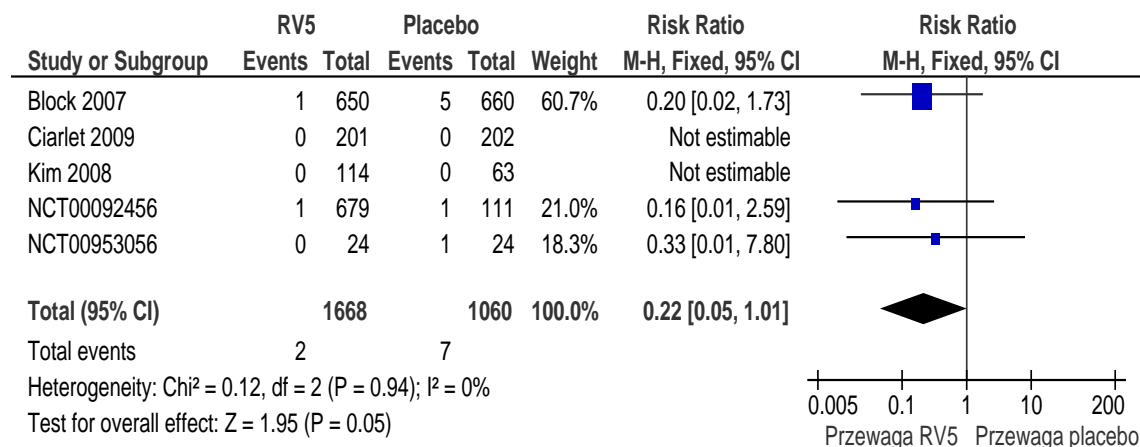 RV5 Placebo Risk Ratio Risk Ratio
Study or Subgroup Events Total Events Total Weight M-H, Fixed, 95% CI M-H, Fixed, 95% CI
Block 2007 1 650 5 660 60.7% 0.20 [0.02, 1.73]
Ciarlet 2009 0 201 0 202 Not estimable
Kim 2008 0 114 0 63 Not estimable
NCT00092456 1 679 1 111 21.0% 0.16 [0.01, 2.59]
NCT00953056 0 24 1 24 18.3% 0.33 [0.01, 7.80]
Total (95% CI) 1668 1060 100.0% 0.22 [0.05, 1.01]
Total events 2 7
Heterogeneity: Chi² = 0.12, df = 2 (P = 0.94); I² = 0%
Test for overall effect: Z = 1.95 (P = 0.05)
0.005 0.1 1 10 200
Przewaga RV5 Przewaga placebo